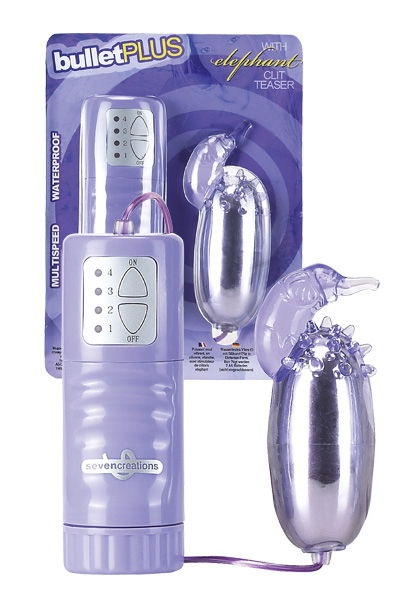 bulletPLUS
WITH
elephant
CLIT
TEASER
MULTISPEED WATERPROOF
ON
4
3
2
1
OFF
ON
4
3
2
1
OFF
sevencreations